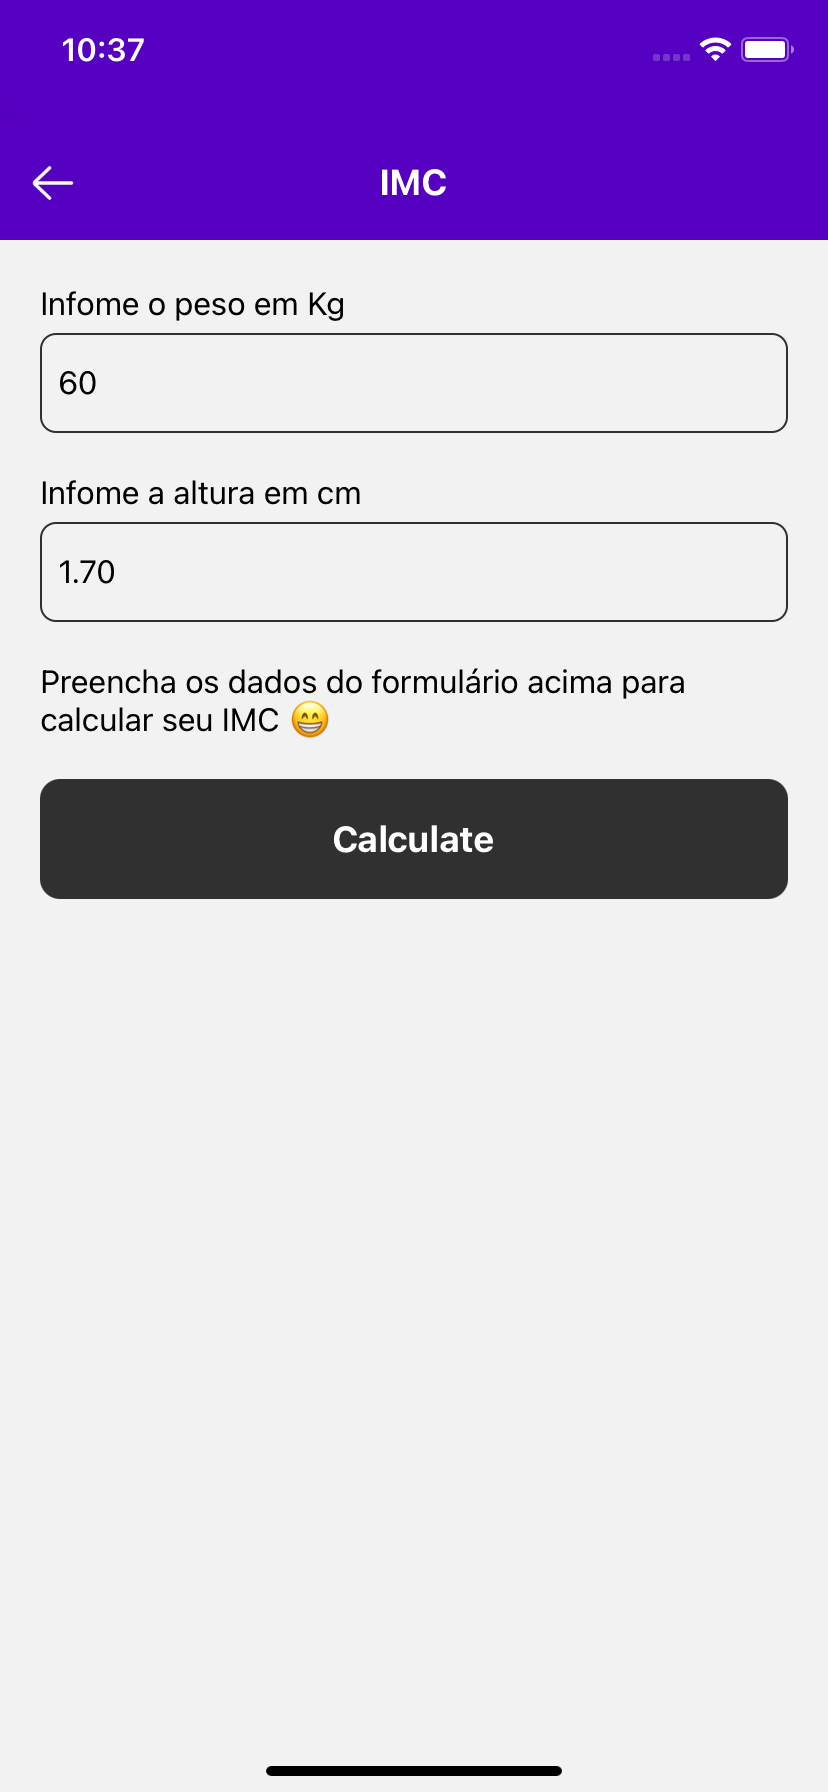 10:37
IMC
Infome o peso em Kg
60
Infome a altura em cm
1.70
Preencha os dados do formulário acima para
calcular seu IMC 😁
Calculate